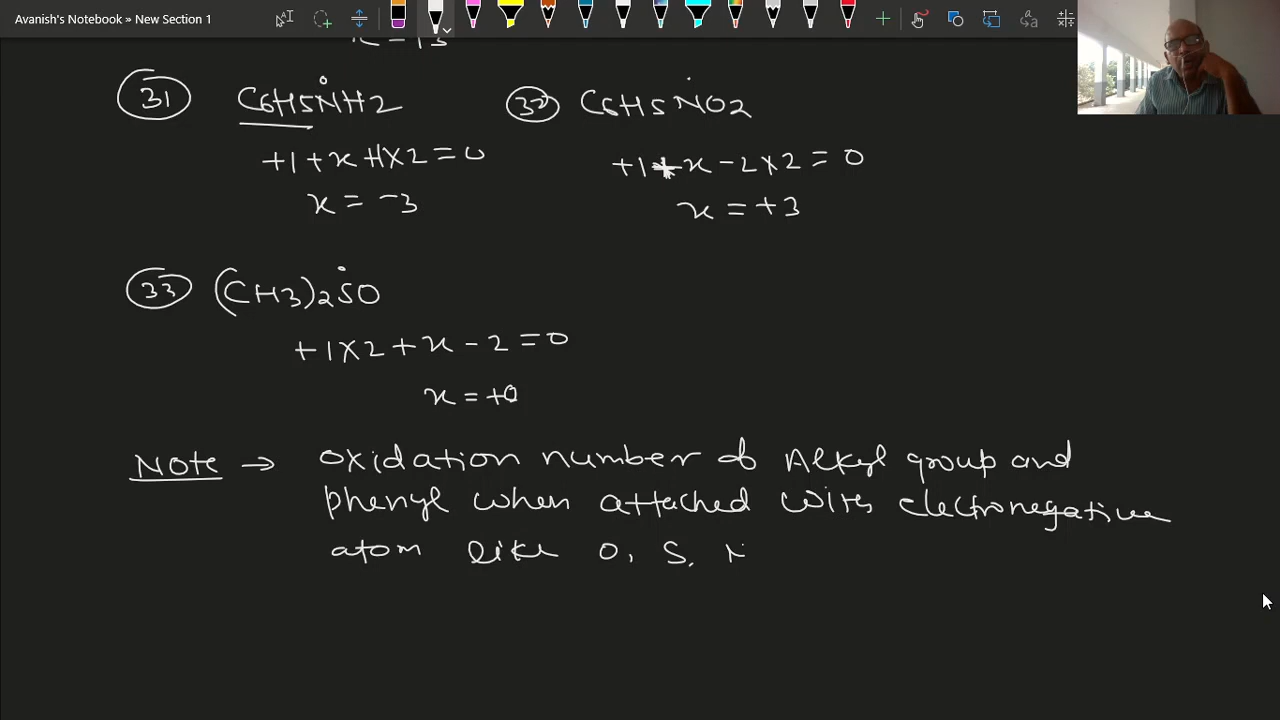 Avanish's Notebook » New Section 1
x = 13
31 C6H5NH2
+1 + x +1x2 = 0
x = -3
32 C6H5NO2
+1 + x - 2x2 = 0
x = +3
33 (CH3)2SO
+1x2 + x - 2 = 0
x = +0
Note → oxidation number of Alkyl group and
phenyl when attached with electronegative
atom like O, S,